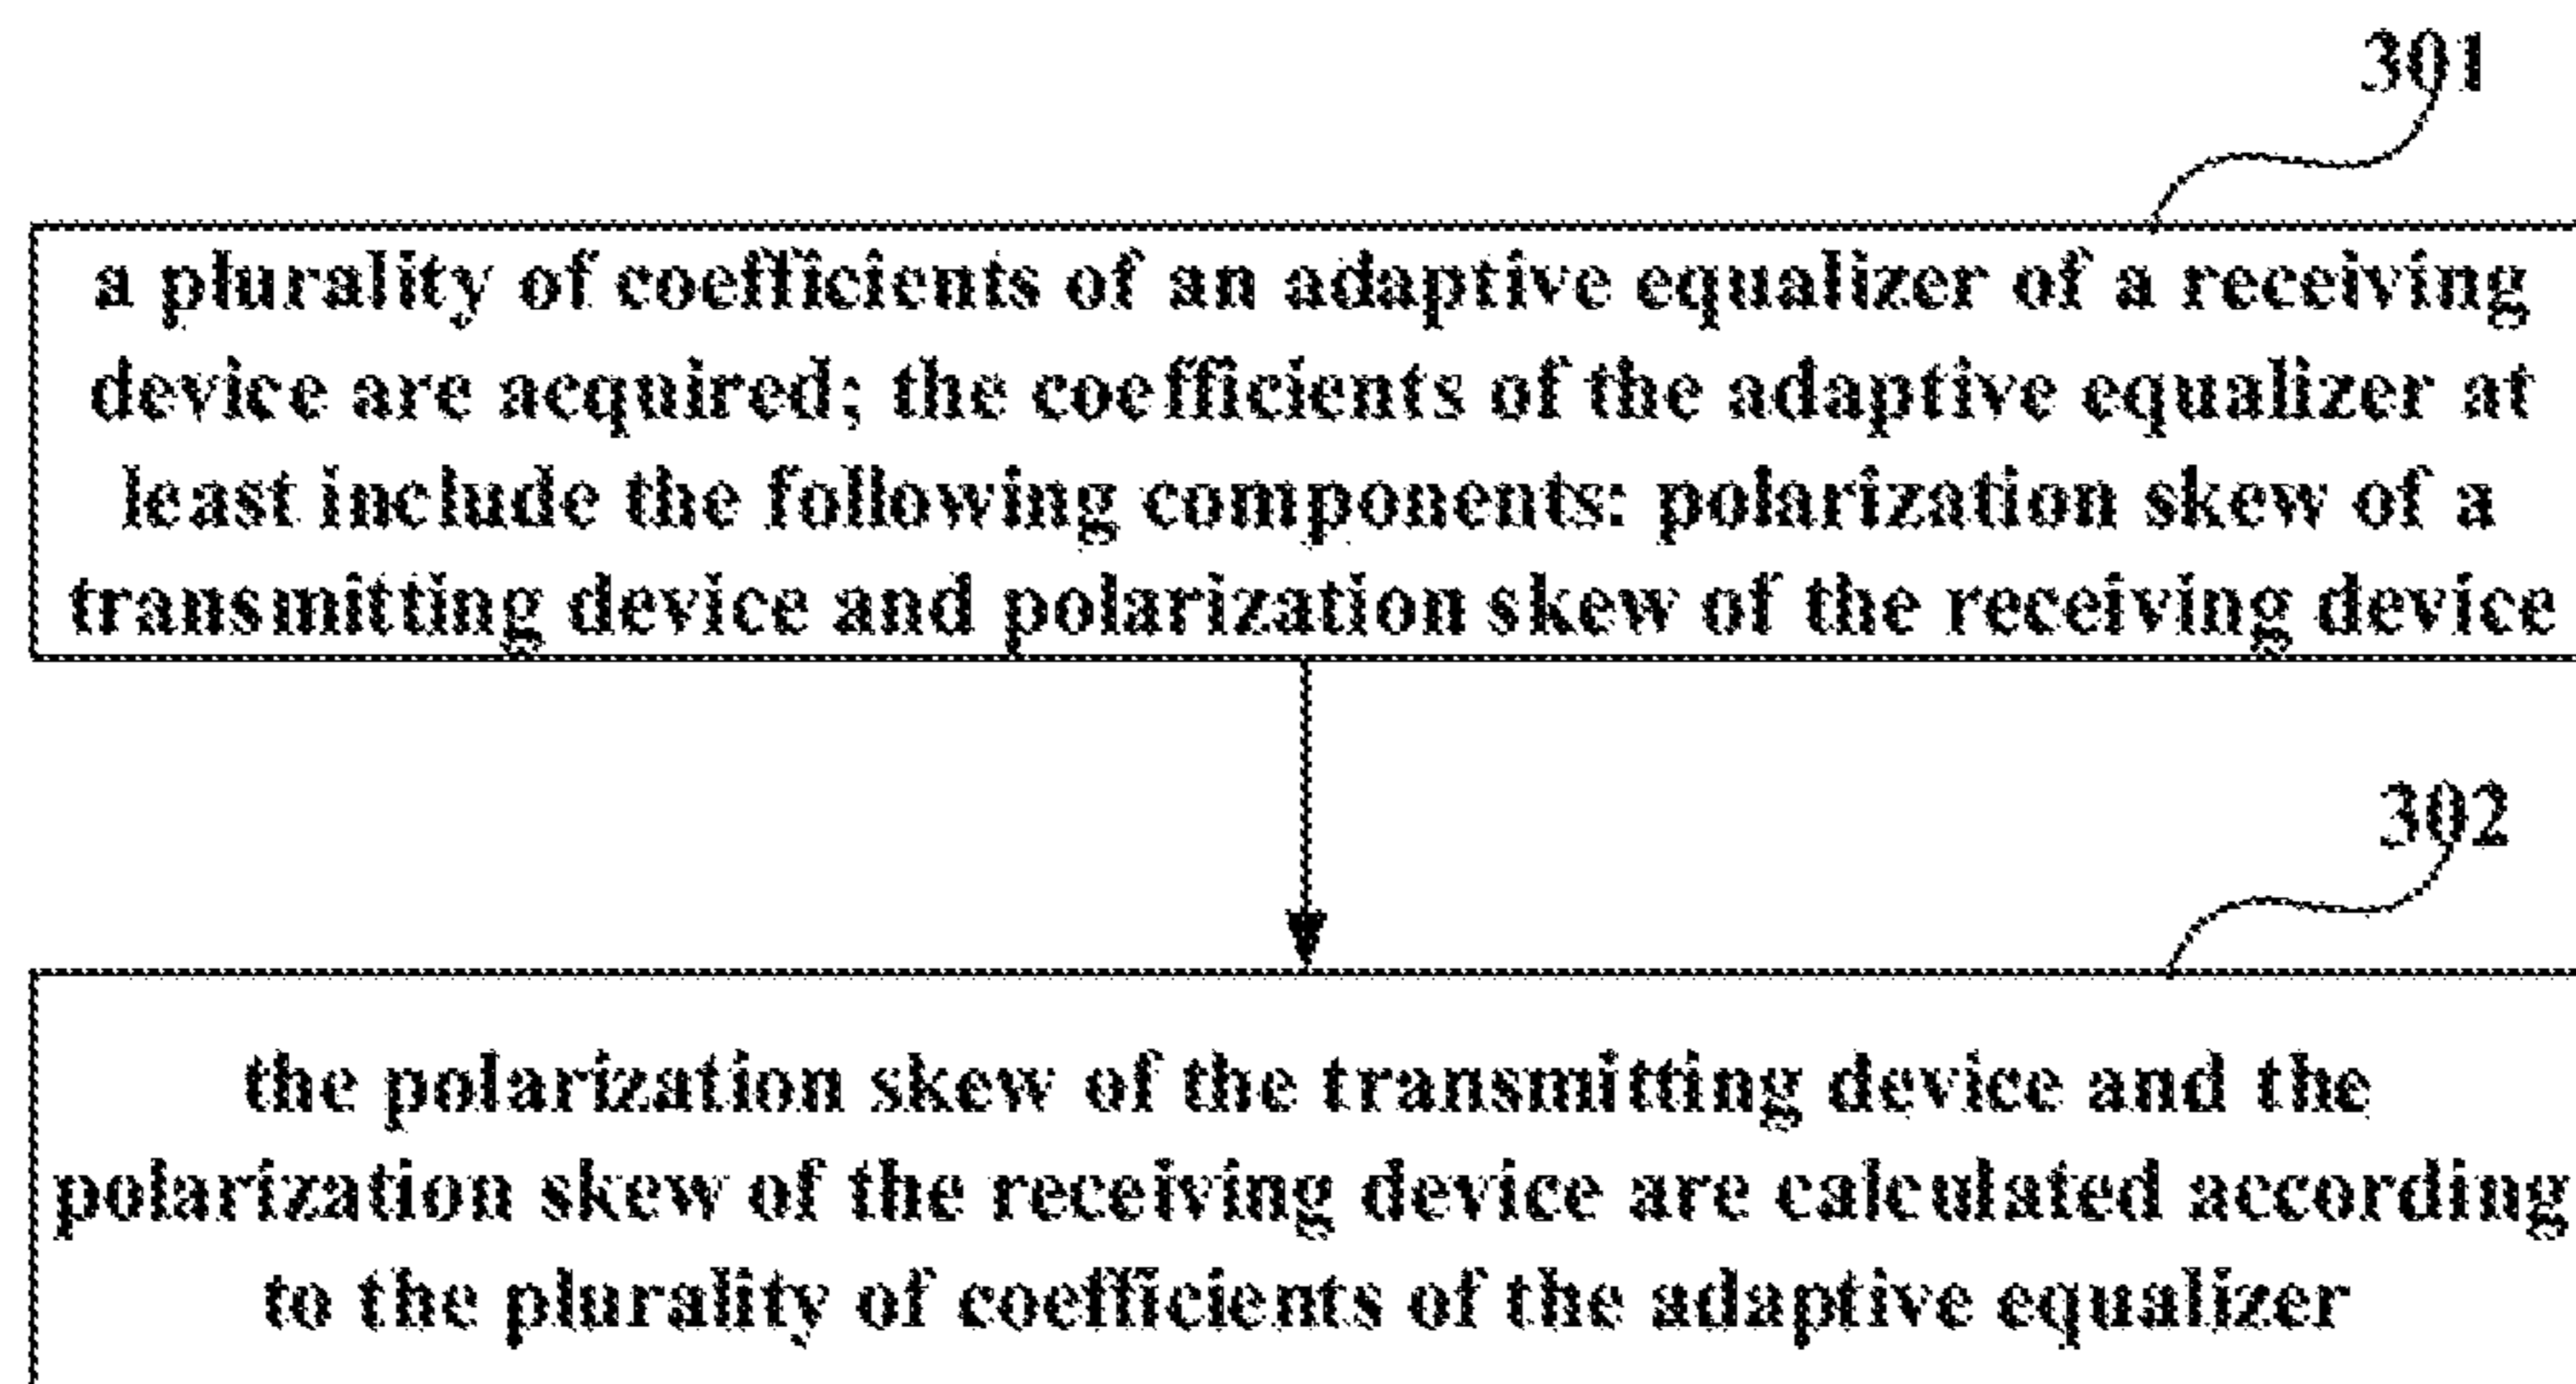 301
a plurality of coefficients of an adaptive equalizer of a receiving
device are acquired; the coefficients of the adaptive equalizer at
least include the following components: polarization skew of a
transmitting device and polarization skew of the receiving device
302
the polarization skew of the transmitting device and the
polarization skew of the receiving device are calculated according
to the plurality of coefficients of the adaptive equalizer